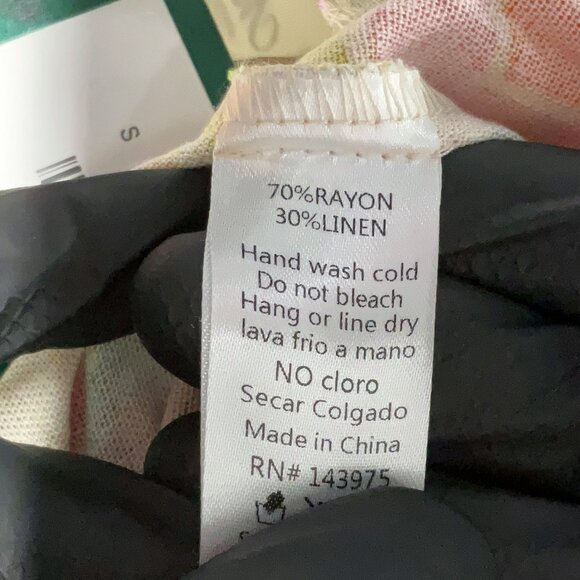 S
70%RAYON
30%LINEN
Hand wash cold
Do not bleach
Hang or line dry
lava frio a mano
NO cloro
Secar Colgado
Made in China
RN# 143975